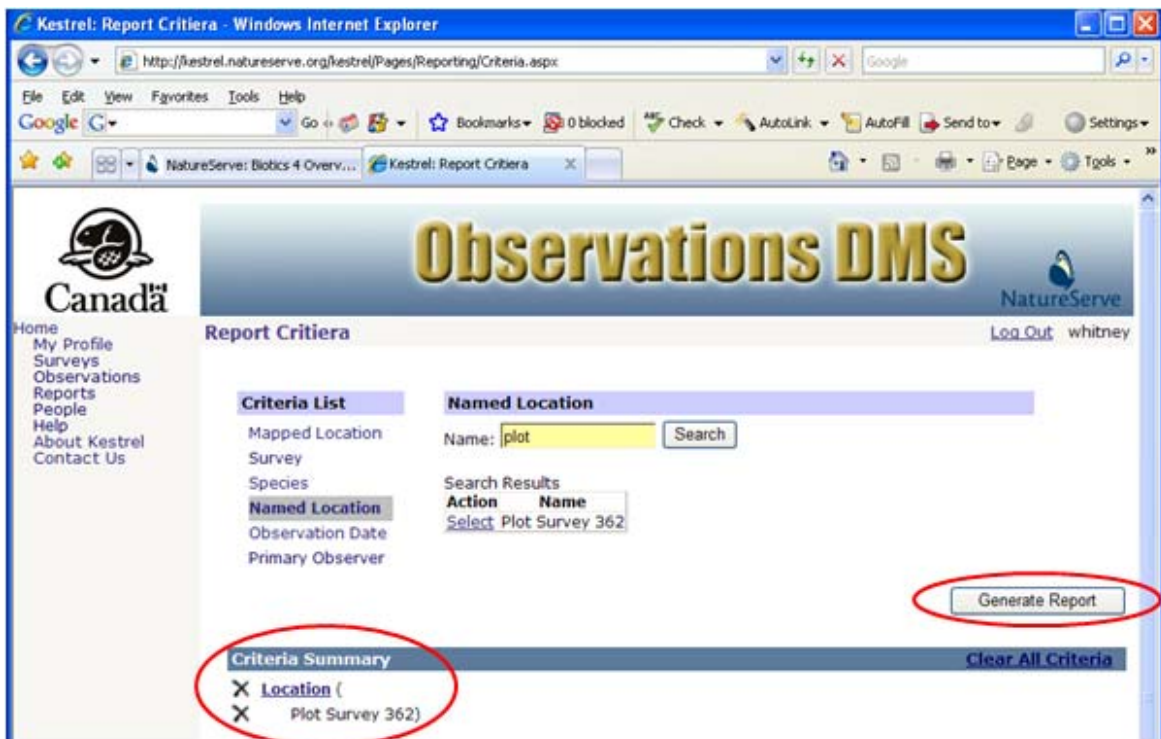 Kestrel: Report Critiera - Windows Internet Explorer
http://kestrel.natureserve.org/kestrel/Pages/Reporting/Criteria.aspx
Google
File Edit View Favorites Tools Help
Google G Go Bookmarks 0 blocked Check AutoLink AutoFill Send to Settings
NatureServe: Biotics 4 Overv... Kestrel: Report Critiera X Page Tools »
Canada
Observations DMS
NatureServe
Home
My Profile
Surveys
Observations
Reports
People
Help
About Kestrel
Contact Us
Report Critiera
Log Out whitney
Criteria List
Mapped Location
Survey
Species
Named Location
Observation Date
Primary Observer
Named Location
Name: plot Search
Search Results
Action Name
Select Plot Survey 362
Generate Report
Criteria Summary Clear All Criteria
X Location (
X Plot Survey 362)